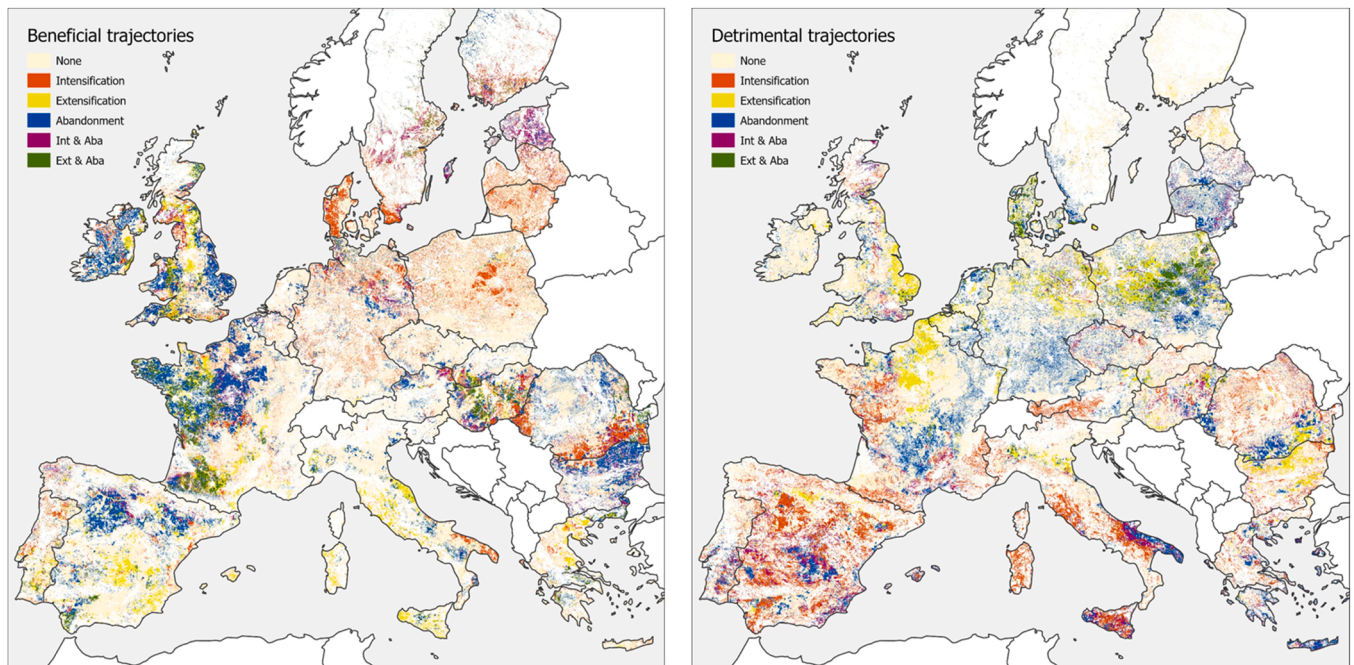 Beneficial trajectories
None
Intensification
Extensification
Abandonment
Int & Aba
Ext & Aba
Detrimental trajectories
None
Intensification
Extensification
Abandonment
Int & Aba
Ext & Aba